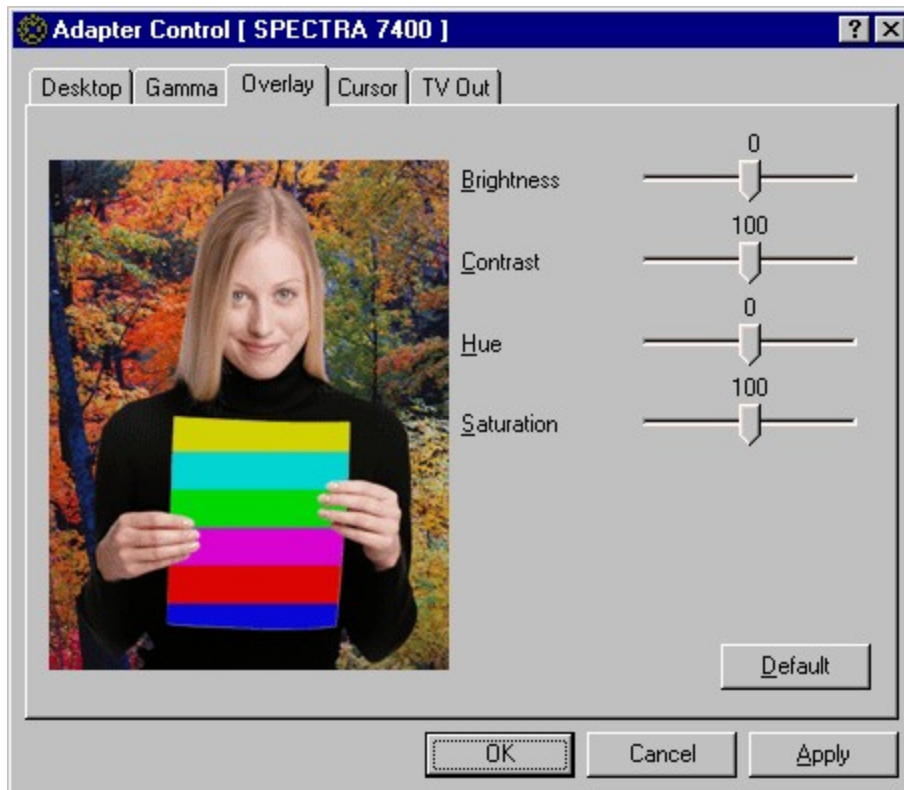 Adapter Control [ SPECTRA 7400 ]
? X
Desktop Gamma Overlay Cursor TV Out
0
Brightness
100
Contrast
0
Hue
100
Saturation
Default
OK Cancel Apply